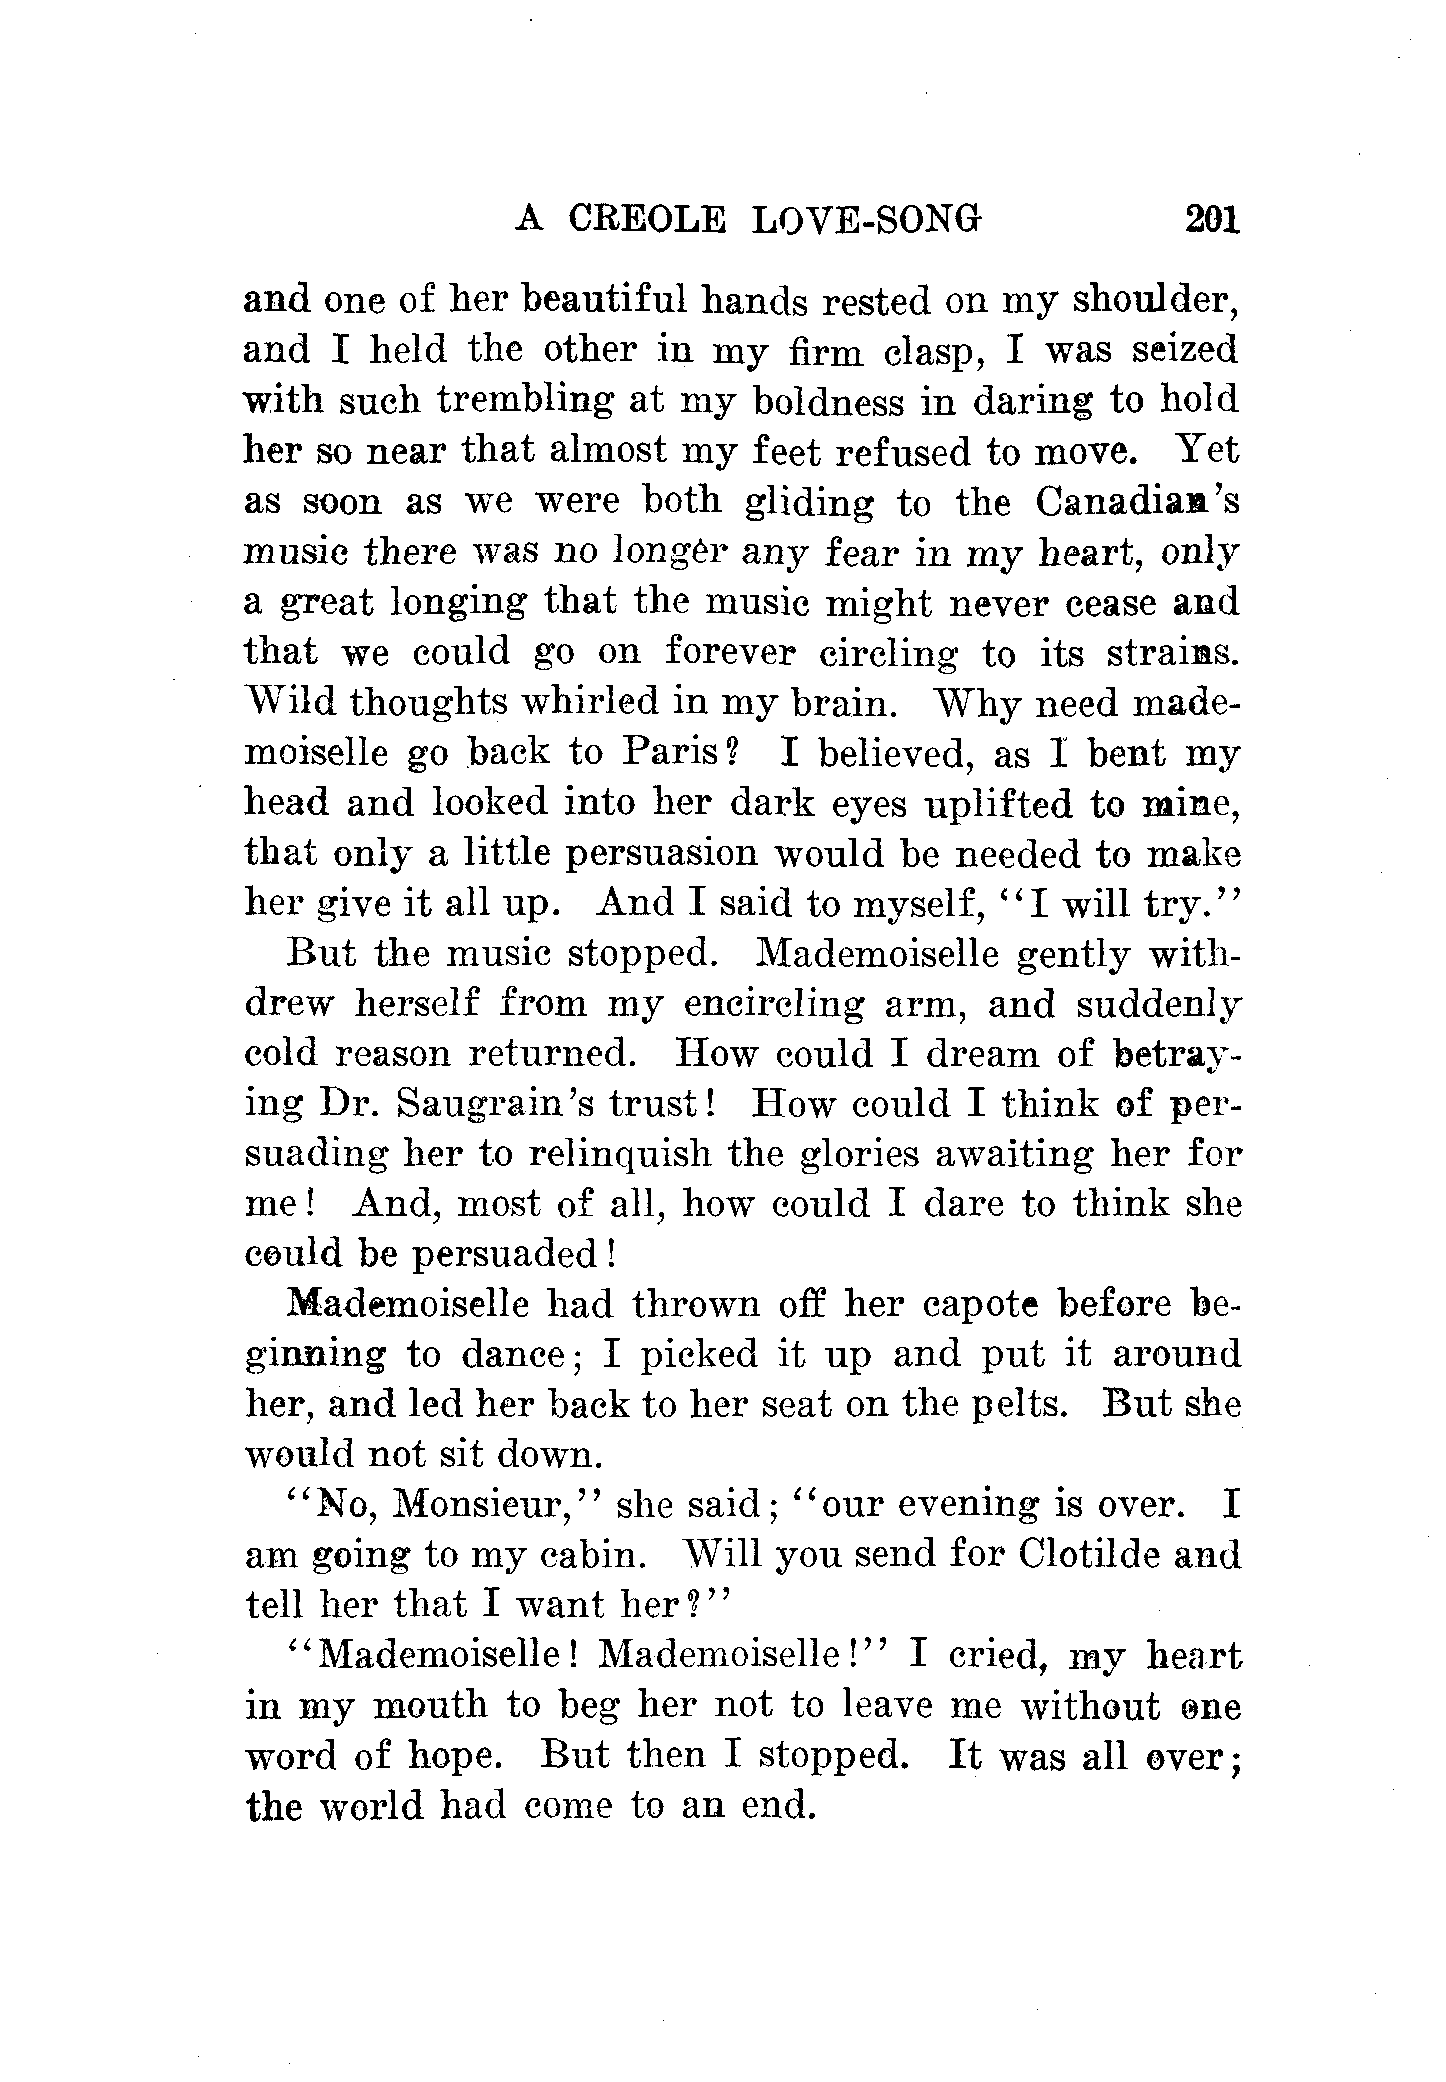 A CREOLE LOVE-SONG 201
and one of her beautiful hands rested on my shoulder,
and I held the other in my firm clasp, I was seized
with such trembling at my boldness in daring to hold
her so near that almost my feet refused to move. Yet
as soon as we were both gliding to the Canadian's
music there was no longer any fear in my heart, only
a great longing that the music might never cease and
that we could go on forever circling to its strains.
Wild thoughts whirled in my brain. Why need made-
moiselle go back to Paris? I believed, as I bent my
head and looked into her dark eyes uplifted to mine,
that only a little persuasion would be needed to make
her give it all up. And I said to myself, "I will try."
But the music stopped. Mademoiselle gently with-
drew herself from my encircling arm, and suddenly
cold reason returned. How could I dream of betray-
ing Dr. Saugrain's trust! How could I think of per-
suading her to relinquish the glories awaiting her for
me! And, most of all, how could I dare to think she
could be persuaded!
Mademoiselle had thrown off her capote before be-
ginning to dance; I picked it up and put it around
her, and led her back to her seat on the pelts. But she
would not sit down.
"No, Monsieur," she said; "our evening is over. I
am going to my cabin. Will you send for Clotilde and
tell her that I want her?"
"Mademoiselle! Mademoiselle!" I cried, my heart
in my mouth to beg her not to leave me without one
word of hope. But then I stopped. It was all over;
the world had come to an end.